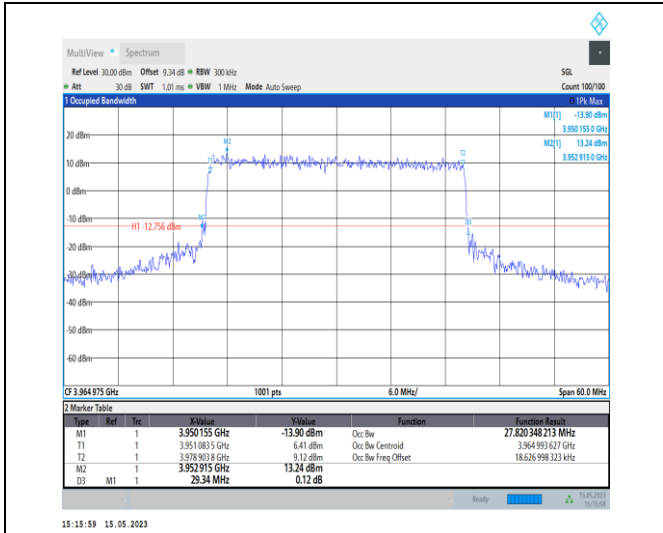 MultiView Spectrum
Ref Level 30.00 dBm Offset 9.34 dB RBW 300 kHz SGL
Att 30 dB SWT 1.01 ms VBW 1 MHz Mode Auto Sweep Count 100/100
1 Occupied Bandwidth 1Pk Max
M1[1] -13.90 dBm
3.950 155 0 GHz
M2[1] 13.24 dBm
3.952 915 0 GHz
20 dBm
M2
T1
T2
10 dBm
0 dBm
-10 dBm
M1
D3
H1 -12.756 dBm
-20 dBm
-30 dBm
-40 dBm
-50 dBm
-60 dBm
CF 3.964 975 GHz 1001 pts 6.0 MHz/ Span 60.0 MHz
2 Marker Table
Type Ref Trc X-Value Y-Value Function Function Result
M1 1 3.950 155 GHz -13.90 dBm Occ Bw 27.820 348 213 MHz
T1 1 3.951 083 5 GHz 6.41 dBm Occ Bw Centroid 3.964 993 627 GHz
T2 1 3.978 903 8 GHz 9.12 dBm Occ Bw Freq Offset 18.626 998 323 kHz
M2 1 3.952 915 GHz 13.24 dBm
D3 M1 1 29.34 MHz 0.12 dB
Ready 15.05.2023
15:15:58
15:15:59 15.05.2023